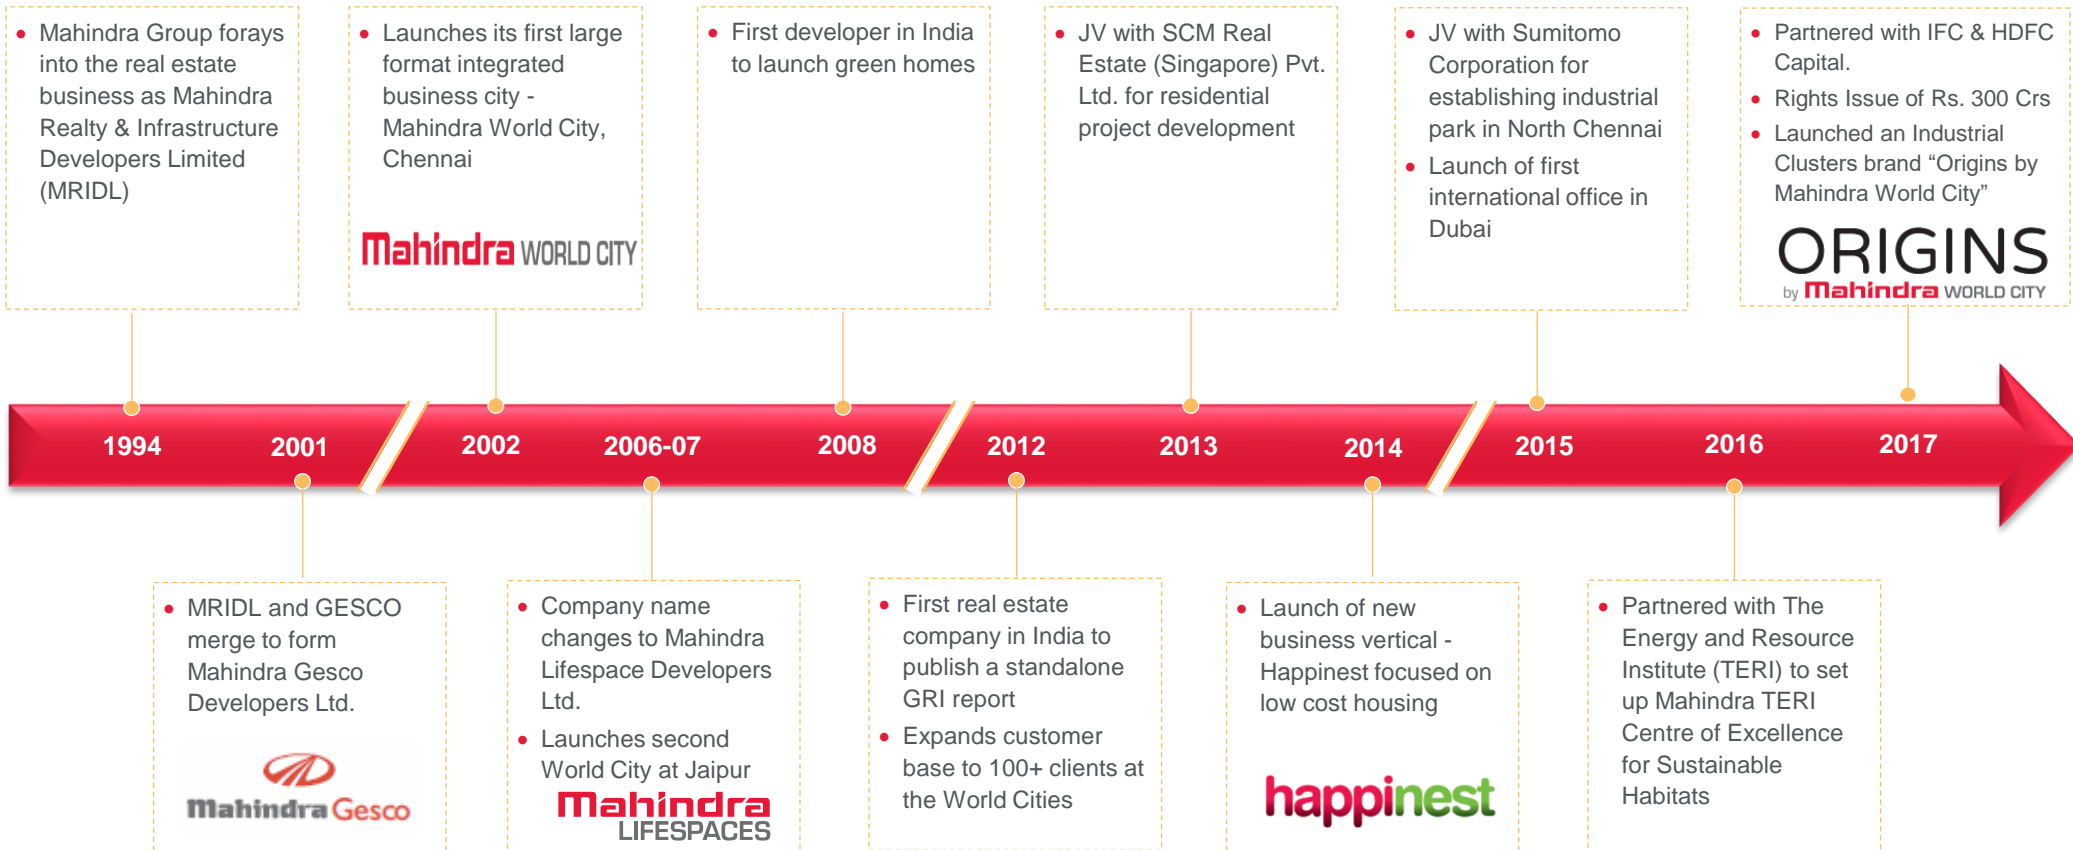 • Mahindra Group forays
into the real estate
business as Mahindra
Realty & Infrastructure
Developers Limited
(MRIDL)
• Launches its first large
format integrated
business city -
Mahindra World City,
Chennai
Mahindra WORLD CITY
• First developer in India
to launch green homes
• JV with SCM Real
Estate (Singapore) Pvt.
Ltd. for residential
project development
• JV with Sumitomo
Corporation for
establishing industrial
park in North Chennai
• Launch of first
international office in
Dubai
• Partnered with IFC & HDFC
Capital.
• Rights Issue of Rs. 300 Crs
• Launched an Industrial
Clusters brand “Origins by
Mahindra World City”
ORIGINS
by Mahindra WORLD CITY
1994
2001
2002
2006-07
2008
2012
2013
2014
2015
2016
2017
• MRIDL and GESCO
merge to form
Mahindra Gesco
Developers Ltd.
Mahindra Gesco
• Company name
changes to Mahindra
Lifespace Developers
Ltd.
• Launches second
World City at Jaipur
Mahindra
LIFESPACES
• First real estate
company in India to
publish a standalone
GRI report
• Expands customer
base to 100+ clients at
the World Cities
• Launch of new
business vertical -
Happinest focused on
low cost housing
happinest
• Partnered with The
Energy and Resource
Institute (TERI) to set
up Mahindra TERI
Centre of Excellence
for Sustainable
Habitats